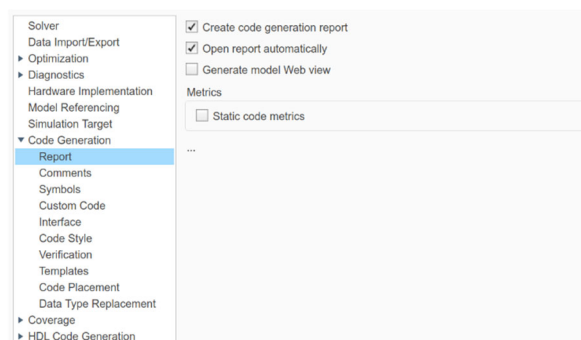 Solver
Data Import/Export
Optimization
Diagnostics
Hardware Implementation
Model Referencing
Simulation Target
Code Generation
Report
Comments
Symbols
Custom Code
Interface
Code Style
Verification
Templates
Code Placement
Data Type Replacement
Coverage
HDL Code Generation
Create code generation report
Open report automatically
Generate model Web view
Metrics
Static code metrics
...